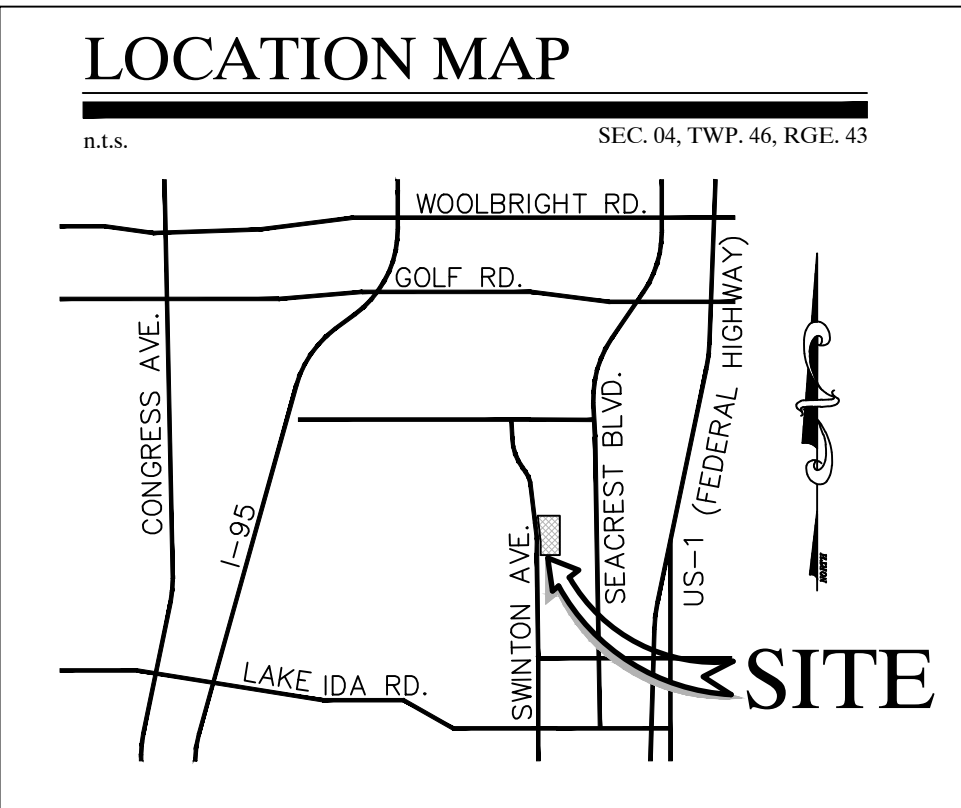 LOCATION MAP
n.t.s.
SEC. 04, TWP. 46, RGE. 43
WOOLBRIGHT RD.
GOLF RD.
CONGRESS AVE.
I-95
SWINTON AVE.
SEACREST BLVD.
US-1 (FEDERAL HIGHWAY)
LAKE IDA RD.
SITE
NORTH